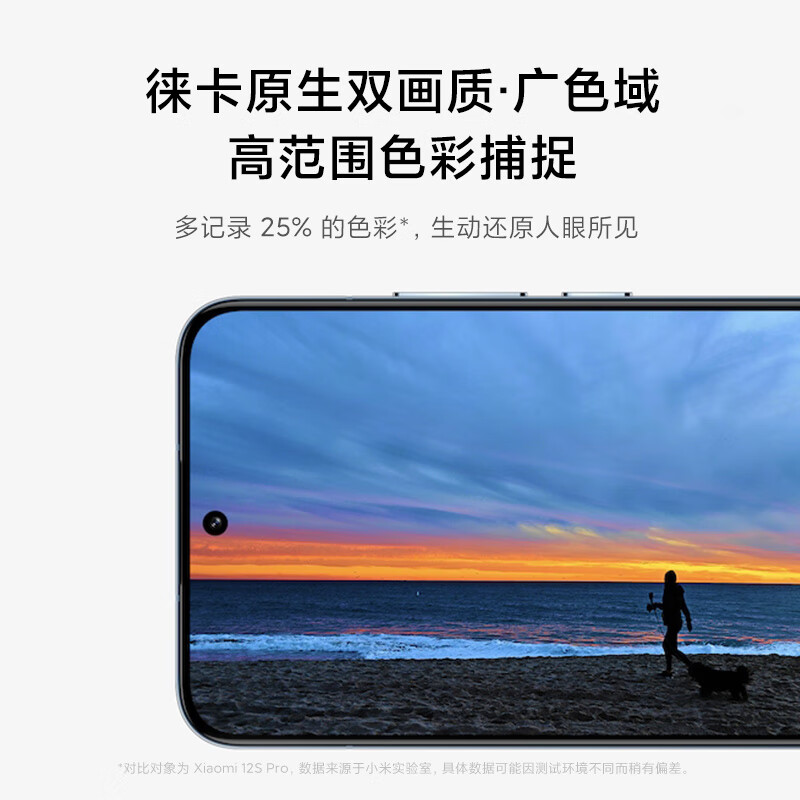 徕卡原生双画质·广色域
高范围色彩捕捉
多记录 25% 的色彩*，生动还原人眼所见
*对比对象为 Xiaomi 12S Pro，数据来源于小米实验室，具体数据可能因测试环境不同而稍有偏差。